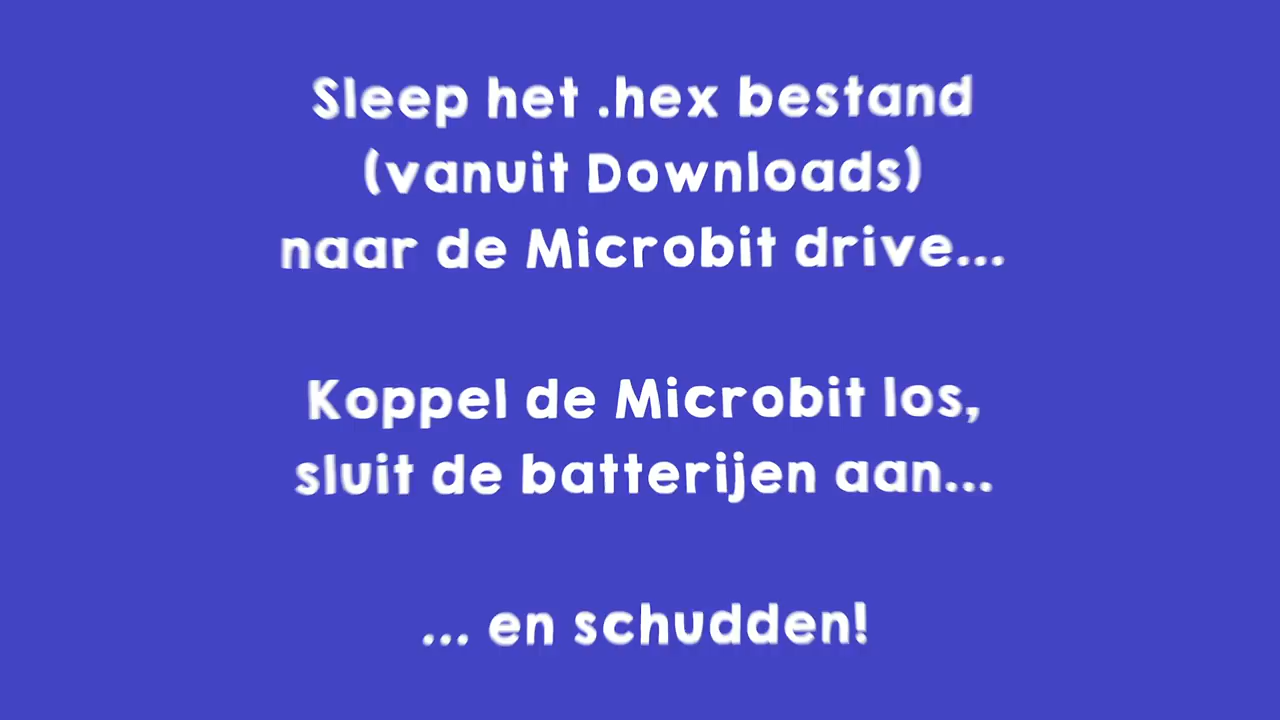 Sleep het .hex bestand
(vanuit Downloads)
naar de Microbit drive...
Koppel de Microbit los,
sluit de batterijen aan...
... en schudden!